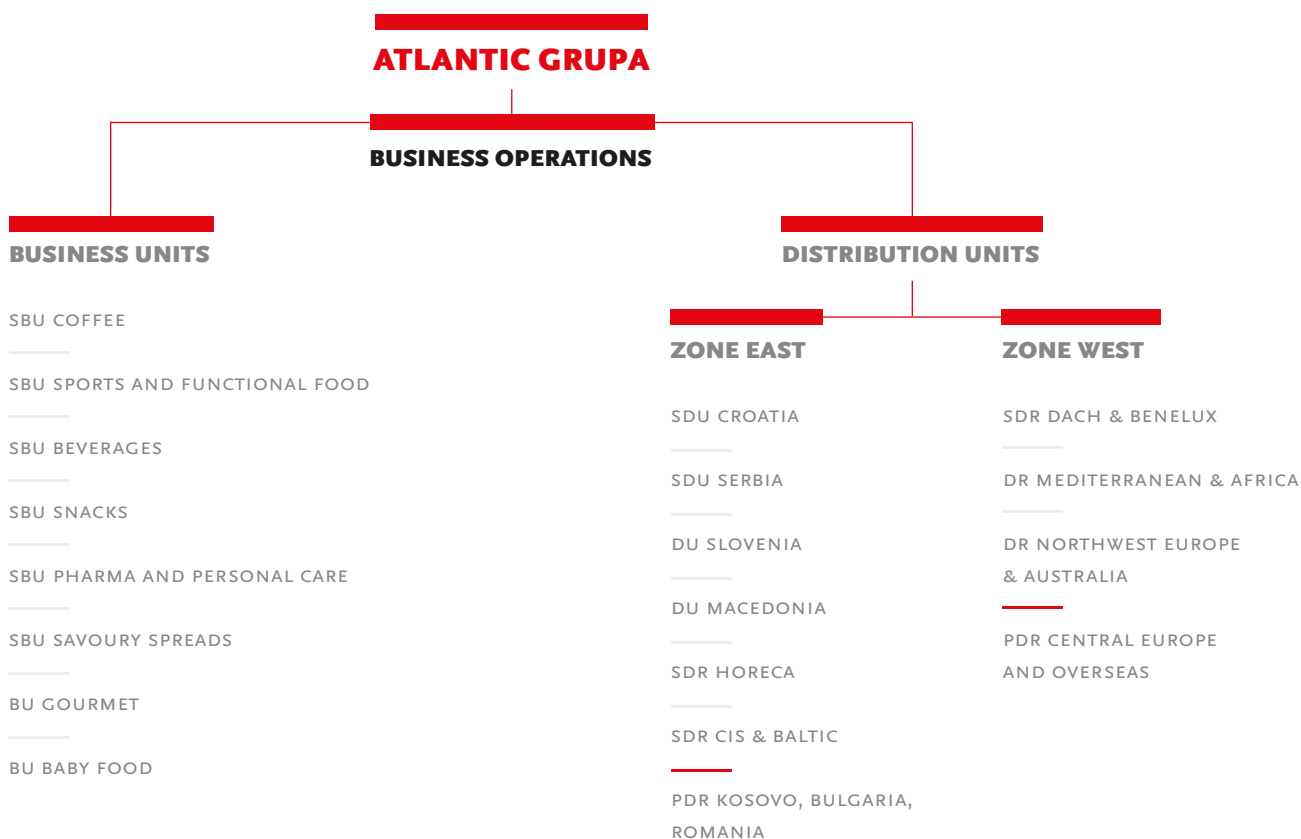 ATLANTIC GRUPA
BUSINESS OPERATIONS
BUSINESS UNITS
SBU COFFEE
SBU SPORTS AND FUNCTIONAL FOOD
SBU BEVERAGES
SBU SNACKS
SBU PHARMA AND PERSONAL CARE
SBU SAVOURY SPREADS
BU GOURMET
BU BABY FOOD
DISTRIBUTION UNITS
ZONE EAST
SDU CROATIA
SDU SERBIA
DU SLOVENIA
DU MACEDONIA
SDR HORECA
SDR CIS & BALTIC
PDR KOSOVO, BULGARIA,
ROMANIA
ZONE WEST
SDR DACH & BENELUX
DR MEDITERRANEAN & AFRICA
DR NORTHWEST EUROPE
& AUSTRALIA
PDR CENTRAL EUROPE
AND OVERSEAS